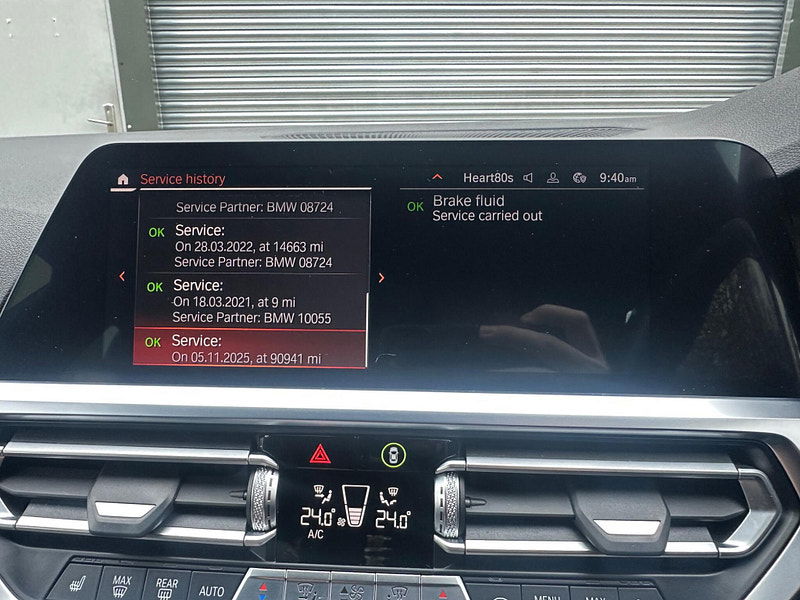 Service history
Heart80s
9:40am
Service Partner: BMW 08724
OK Service:
On 28.03.2022, at 14663 mi
Service Partner: BMW 08724
OK Service:
On 18.03.2021, at 9 mi
Service Partner: BMW 10055
OK Service:
On 05.11.2025, at 90941 mi
OK Brake fluid
Service carried out
24.0° 24.0°
A/C
MAX
REAR
AUTO
MENU
MAX